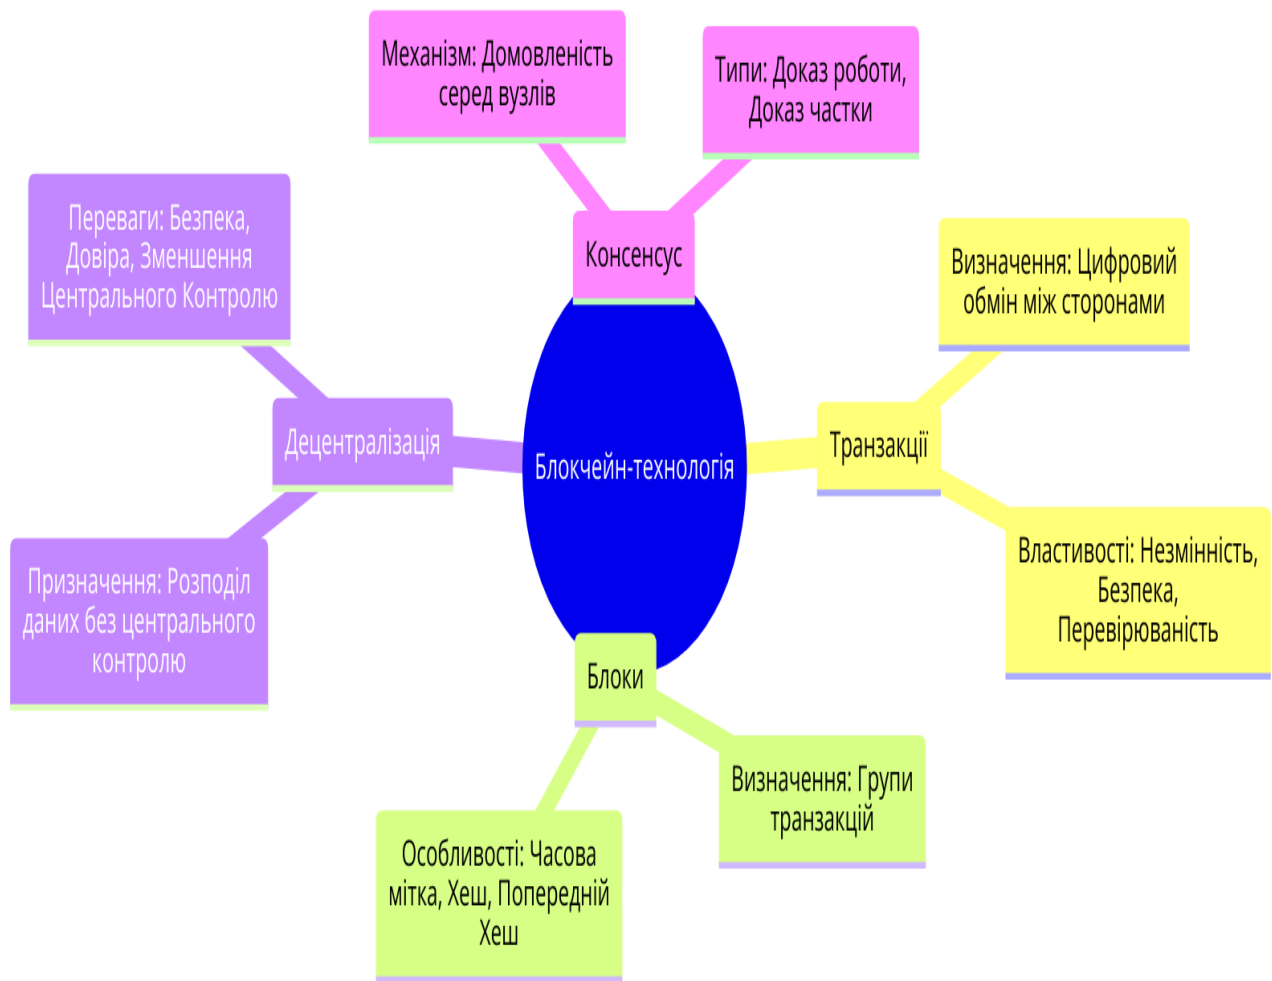 Механізм: Домовленість
серед вузлів
Типи: Доказ роботи,
Доказ частки
Консенсус
Переваги: Безпека,
Довіра, Зменшення
Центрального Контролю
Визначення: Цифровий
обмін між сторонами
Децентралізація
Блокчейн-технологія
Транзакції
Призначення: Розподіл
даних без центрального
контролю
Властивості: Незмінність,
Безпека,
Перевірюваність
Блоки
Визначення: Групи
транзакцій
Особливості: Часова
мітка, Хеш, Попередній
Хеш